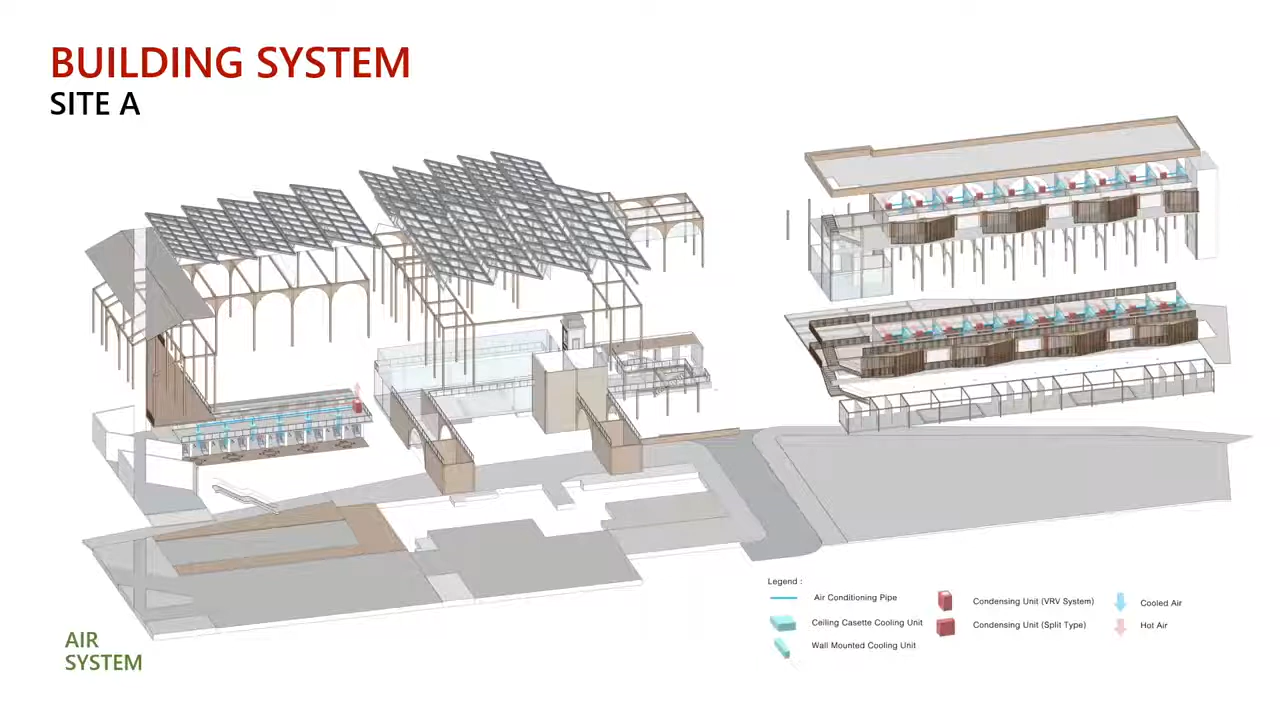 BUILDING SYSTEM
SITE A
Legend :
Air Conditioning Pipe
Ceiling Casette Cooling Unit
Wall Mounted Cooling Unit
Condensing Unit (VRV System)
Condensing Unit (Split Type)
Cooled Air
Hot Air
AIR
SYSTEM